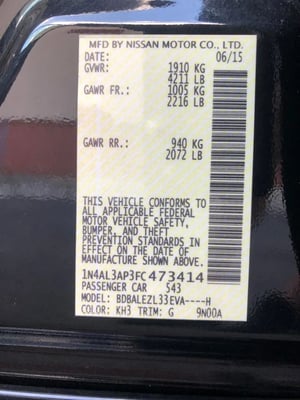 MFD BY NISSAN MOTOR CO., LTD.
DATE: 06/15
GVWR: 1910 KG
4211 LB
GAWR FR.: 1005 KG
2216 LB
GAWR RR.: 940 KG
2072 LB
THIS VEHICLE CONFORMS TO
ALL APPLICABLE FEDERAL
MOTOR VEHICLE SAFETY,
BUMPER, AND THEFT
PREVENTION STANDARDS
IN EFFECT ON THE DATE OF
MANUFACTURE SHOWN ABOVE.
1N4AL3AP3FC473414
PASSENGER CAR 543
MODEL: BDBALEZL33EVA----H
COLOR: KH3 TRIM: G 9N00A